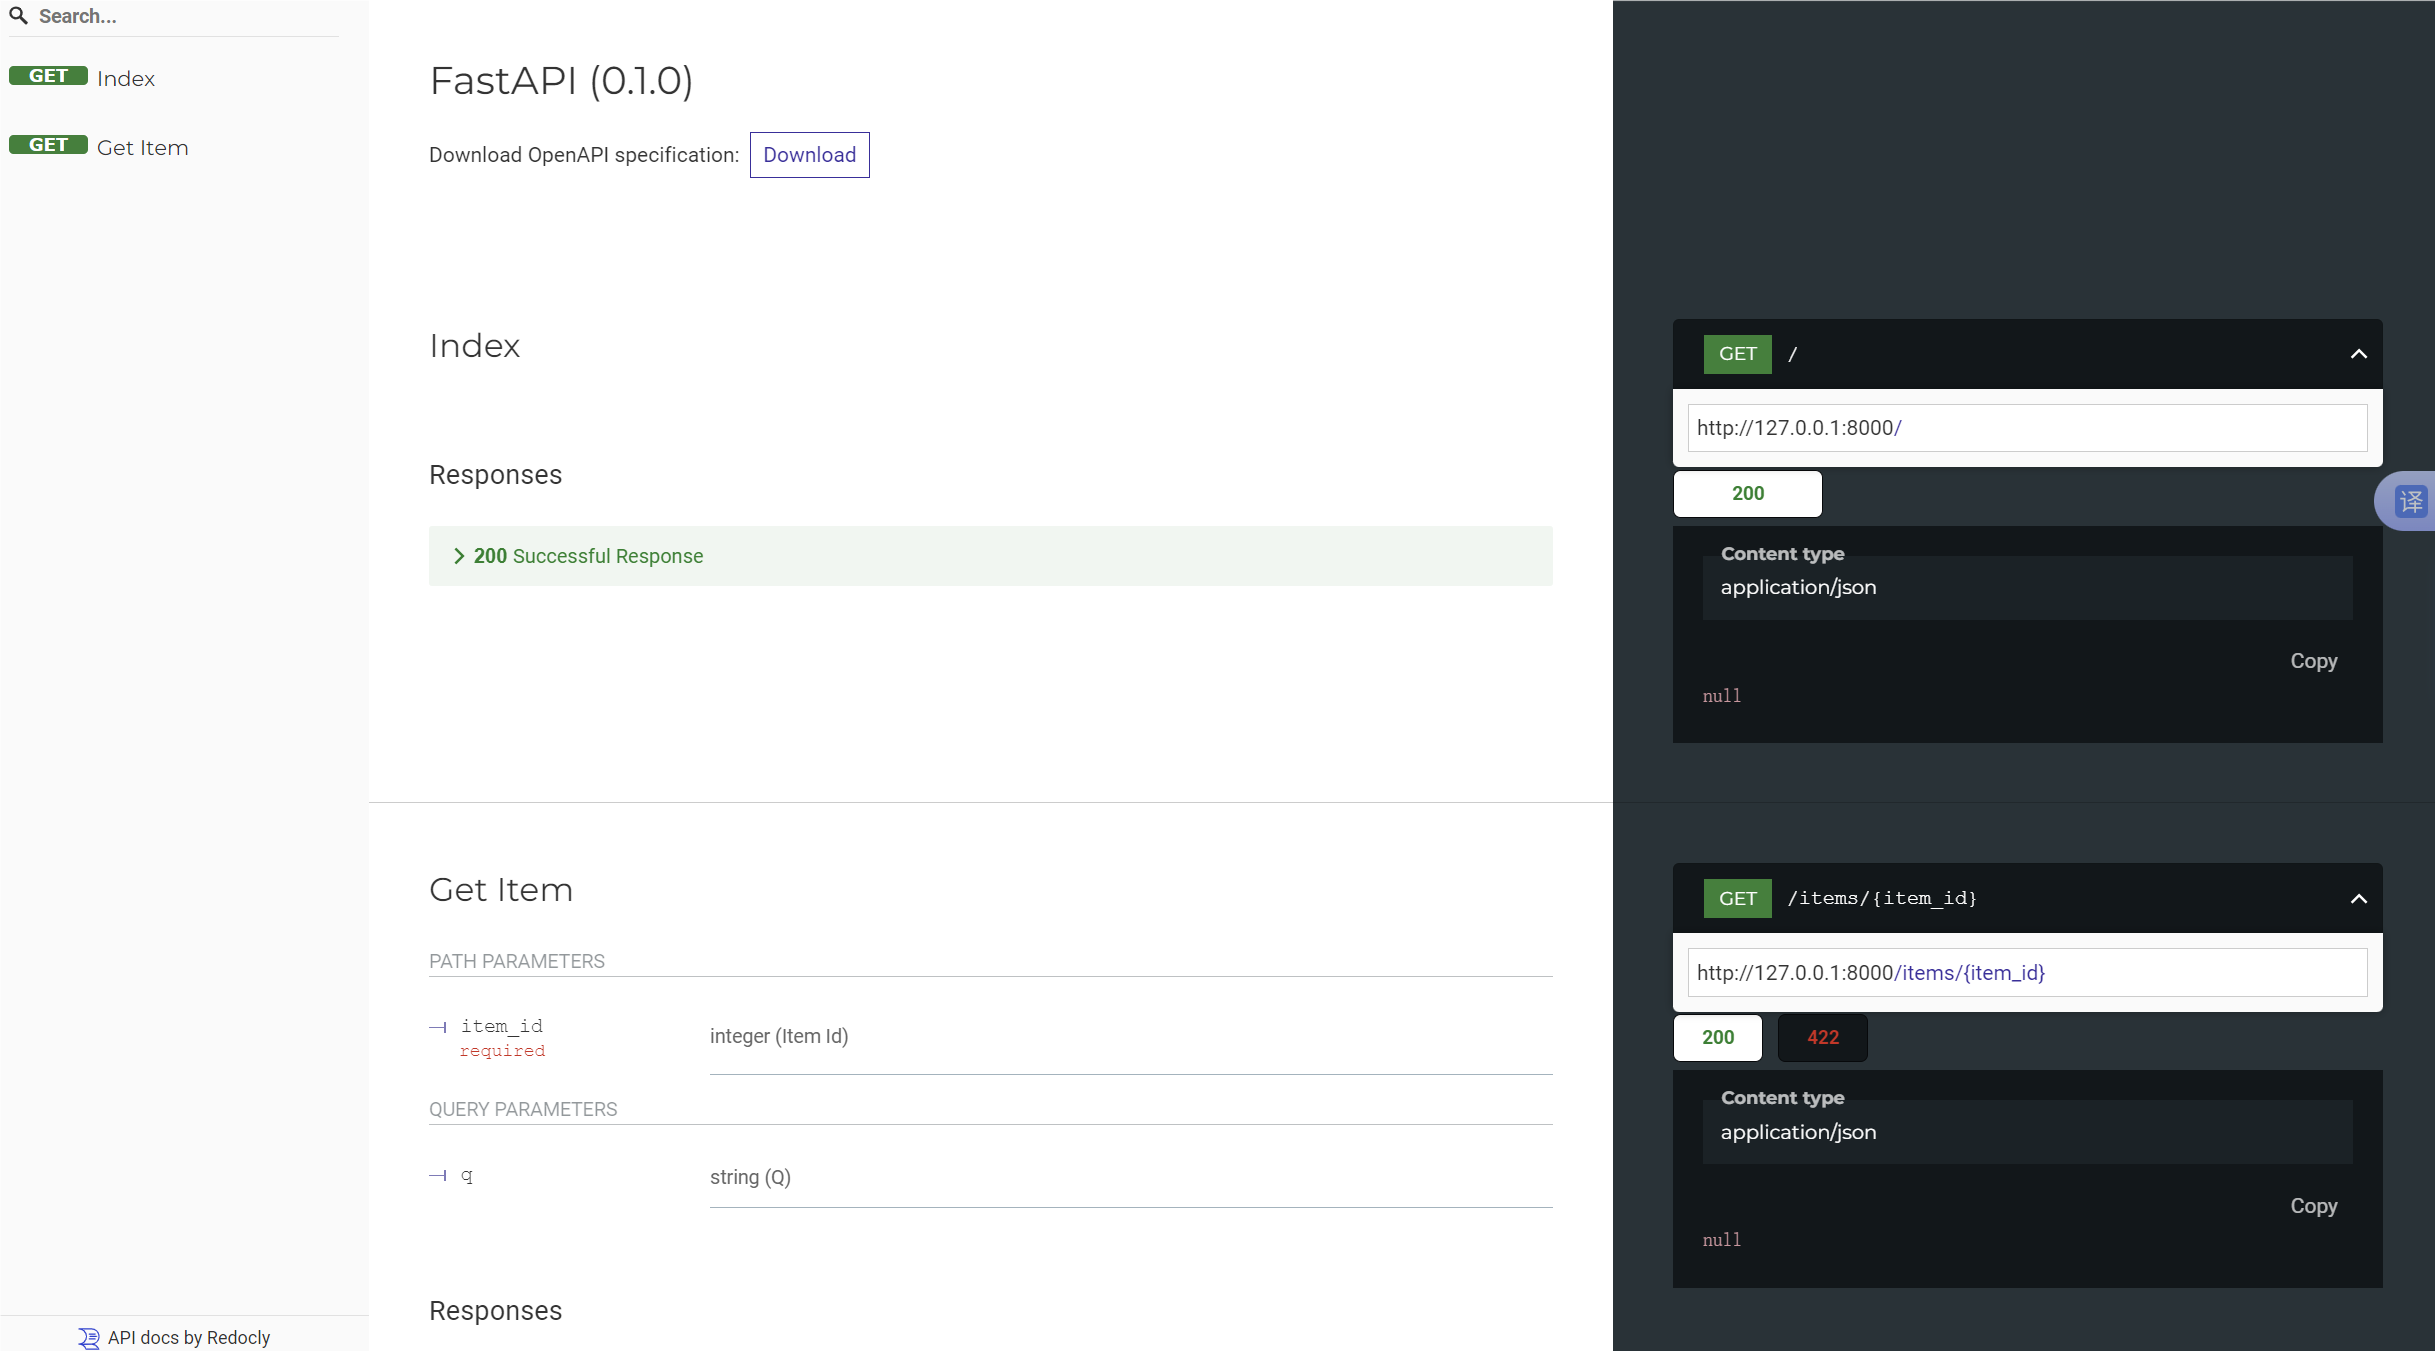 Search...
GET Index
GET Get Item
API docs by Redocly
FastAPI (0.1.0)
Download OpenAPI specification: Download
Index
Responses
200 Successful Response
GET /
http://127.0.0.1:8000/
200
Content type
application/json
Copy
null
译
Get Item
PATH PARAMETERS
item_id
required
integer (Item Id)
QUERY PARAMETERS
q
string (Q)
Responses
GET /items/{item_id}
http://127.0.0.1:8000/items/{item_id}
200 422
Content type
application/json
Copy
null